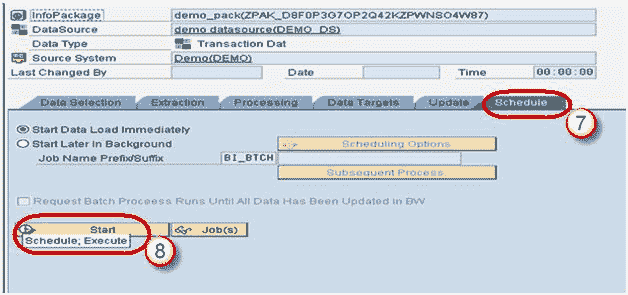 InfoPackage demo_pack(ZPAK_D8F0P3G7OP2Q42KZPWNSO4W87)
DataSource demo datasource(DEMO_DS)
Data Type Transaction Dat
Source System Demo(DEMO)
Last Changed By Date Time 00:00:00
Data Selection Extraction Processing Data Targets Update Schedule
7
Start Data Load Immediately
Start Later in Background Scheduling Options
Job Name Prefix/Suffix BI_BTCH
Subsequent Process
Request Batch Proceess Runs Until All Data Has Been Updated in BW
Start Job(s)
Schedule; Execute
8